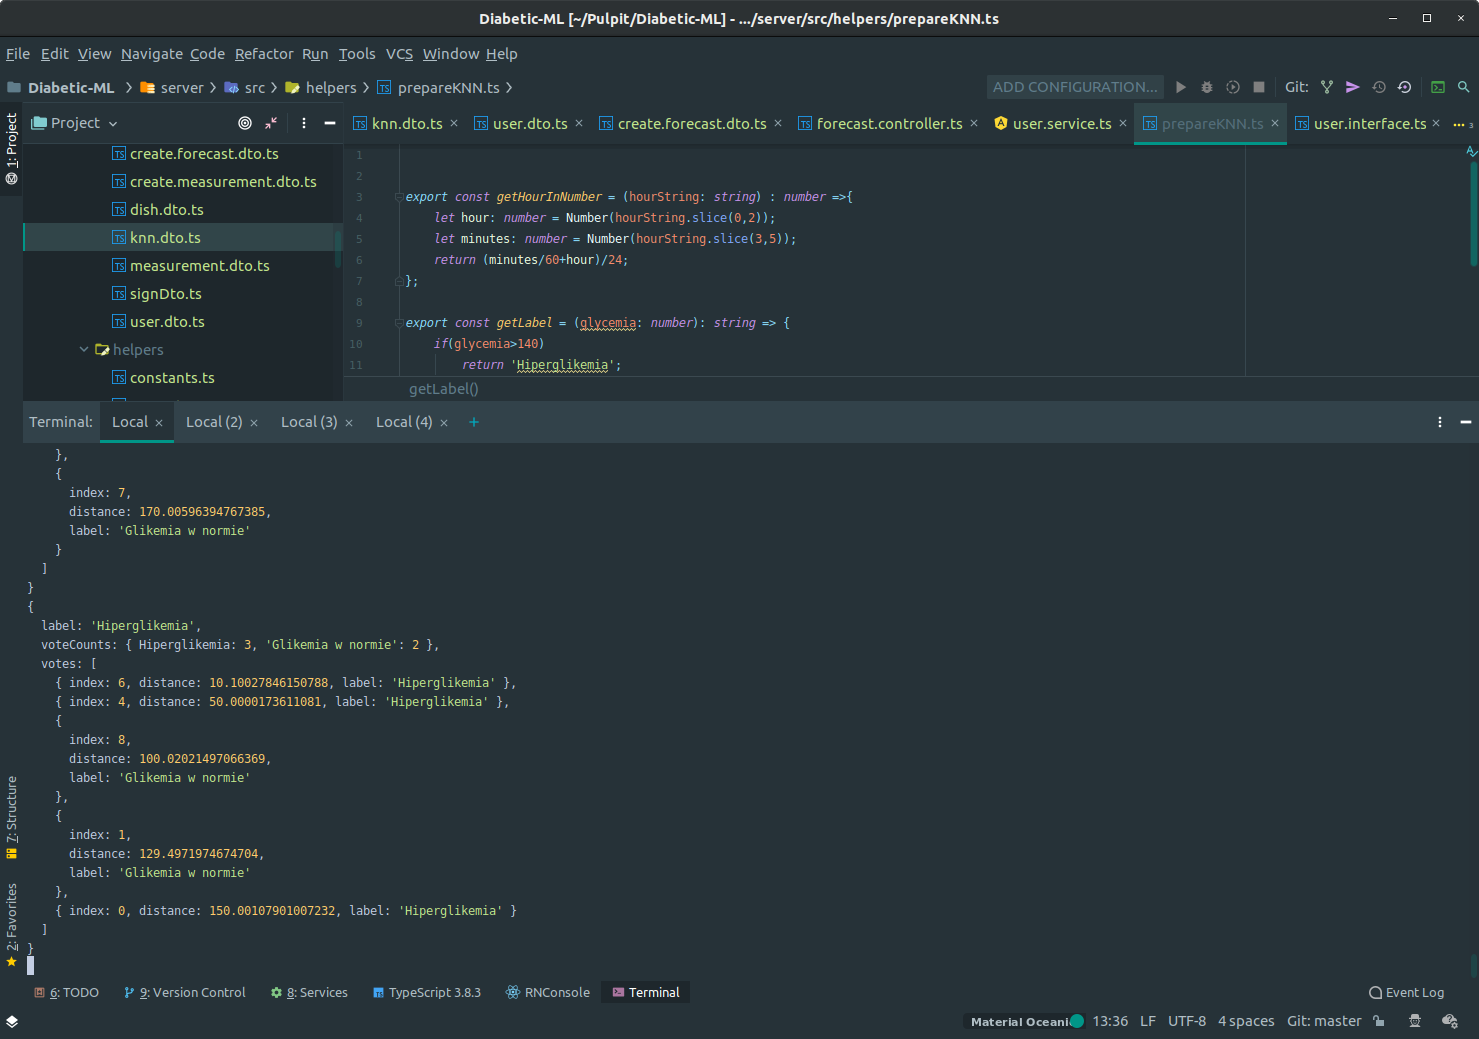 Diabetic-ML [~/Pulpit/Diabetic-ML] - .../server/src/helpers/prepareKNN.ts
File Edit View Navigate Code Refactor Run Tools VCS Window Help
Diabetic-ML server src helpers prepareKNN.ts ADD CONFIGURATION... Git:
1: Project
Project
knn.dto.ts user.dto.ts create.forecast.dto.ts forecast.controller.ts user.service.ts prepareKNN.ts user.interface.ts 3
create.forecast.dto.ts
create.measurement.dto.ts
dish.dto.ts
knn.dto.ts
measurement.dto.ts
signDto.ts
user.dto.ts
helpers
constants.ts
1
2
3 export const getHourInNumber = (hourString: string) : number =>{
4 let hour: number = Number(hourString.slice(0,2));
5 let minutes: number = Number(hourString.slice(3,5));
6 return (minutes/60+hour)/24;
7 };
8
9 export const getLabel = (glycemia: number): string => {
10 if(glycemia>140)
11 return 'Hiperglikemia';
getLabel()
Terminal: Local Local (2) Local (3) Local (4) +
},
{
index: 7,
distance: 170.00596394767385,
label: 'Glikemia w normie'
}
]
}
{
label: 'Hiperglikemia',
voteCounts: { Hiperglikemia: 3, 'Glikemia w normie': 2 },
votes: [
{ index: 6, distance: 10.10027846150788, label: 'Hiperglikemia' },
{ index: 4, distance: 50.0000173611081, label: 'Hiperglikemia' },
{
index: 8,
distance: 100.02021497066369,
label: 'Glikemia w normie'
},
{
index: 1,
distance: 129.4971974674704,
label: 'Glikemia w normie'
},
{ index: 0, distance: 150.00107901007232, label: 'Hiperglikemia' }
]
}
7: Structure
2: Favorites
6: TODO 9: Version Control 8: Services TypeScript 3.8.3 RNConsole Terminal Event Log
Material Oceani 13:36 LF UTF-8 4 spaces Git: master